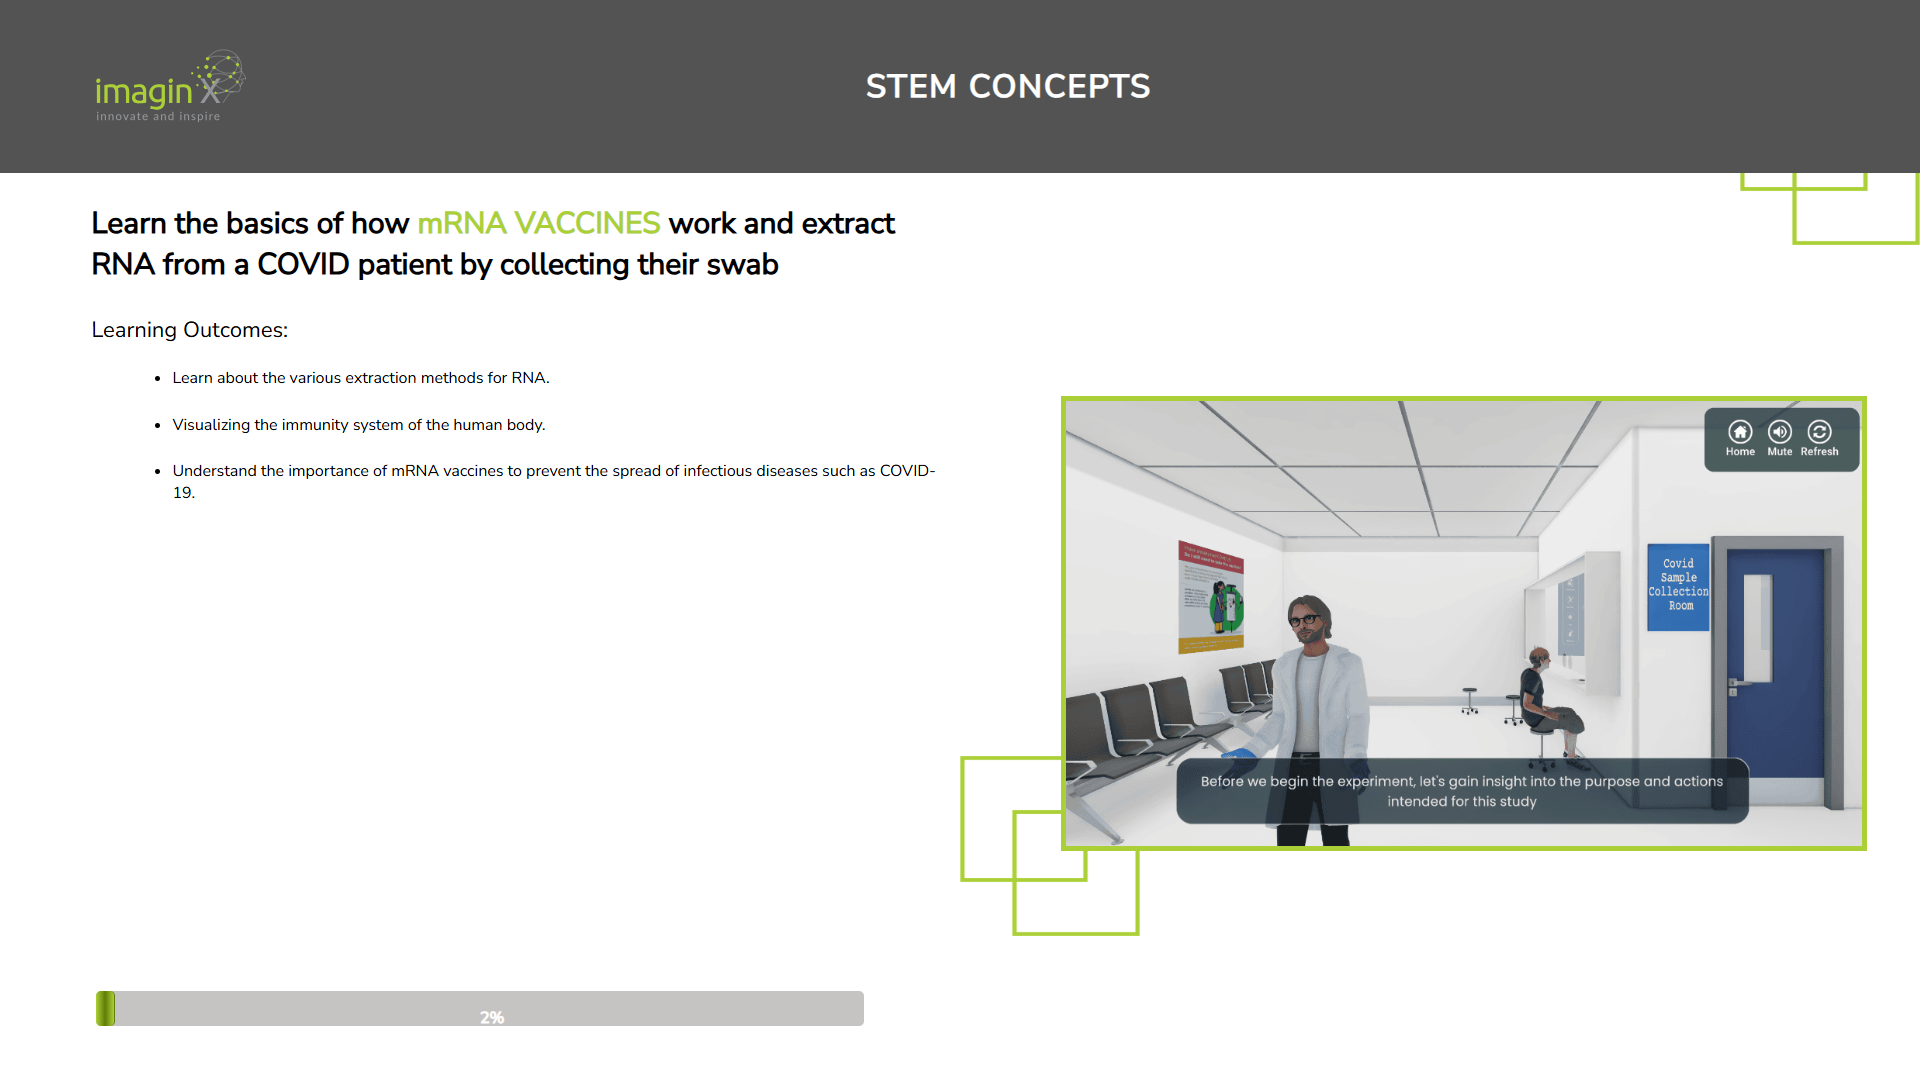 imagin X
innovate and inspire
STEM CONCEPTS
Learn the basics of how mRNA VACCINES work and extract
RNA from a COVID patient by collecting their swab
Learning Outcomes:
• Learn about the various extraction methods for RNA.
• Visualizing the immunity system of the human body.
• Understand the importance of mRNA vaccines to prevent the spread of infectious diseases such as COVID-
19.
Home Mute Refresh
Covid
Sample
Collection
Room
Before we begin the experiment, let's gain insight into the purpose and actions
intended for this study
2%